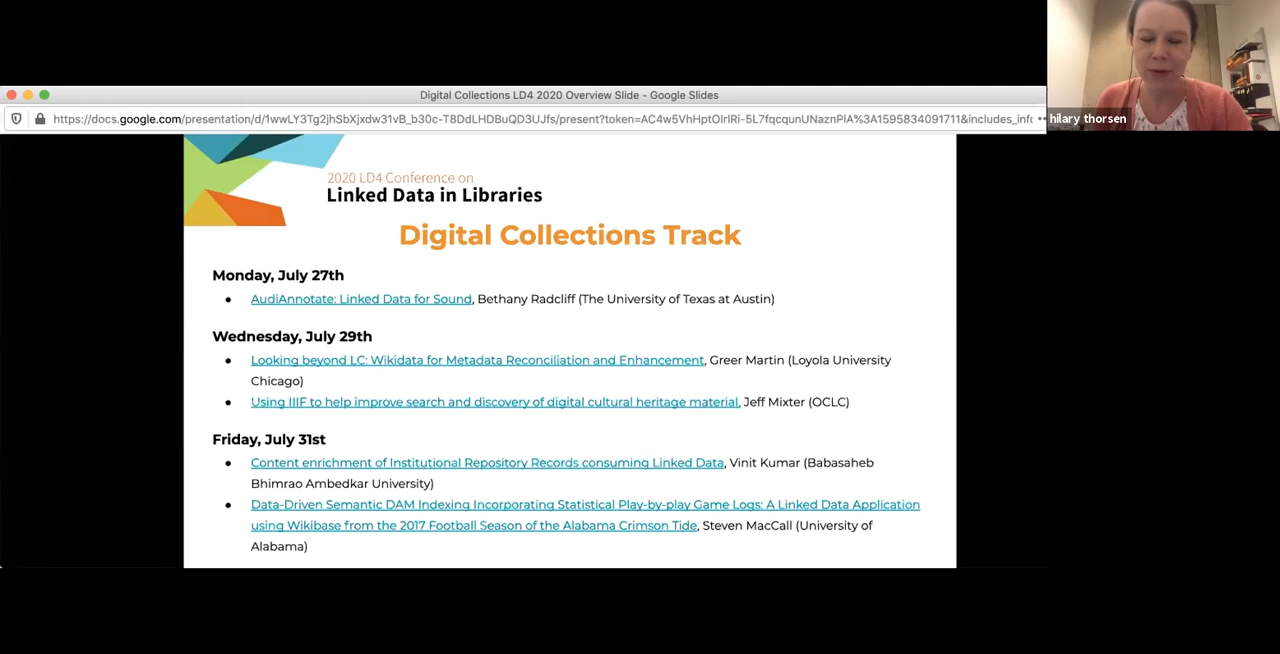 Digital Collections LD4 2020 Overview Slide - Google Slides
https://docs.google.com/presentation/d/1wwLY3Tg2jhSbXjxdw31vB_b30c-T8DdLHDBuQD3UJfs/present?token=AC4w5VhHptOIrIRi-5L7fqcqunUNaznPIA%3A1595834091711&includes_info
hilary thorsen
2020 LD4 Conference on
Linked Data in Libraries
Digital Collections Track
Monday, July 27th
● AudiAnnotate: Linked Data for Sound, Bethany Radcliff (The University of Texas at Austin)
Wednesday, July 29th
● Looking beyond LC: Wikidata for Metadata Reconciliation and Enhancement, Greer Martin (Loyola University
Chicago)
● Using IIIF to help improve search and discovery of digital cultural heritage material, Jeff Mixter (OCLC)
Friday, July 31st
● Content enrichment of Institutional Repository Records consuming Linked Data, Vinit Kumar (Babasaheb
Bhimrao Ambedkar University)
● Data-Driven Semantic DAM Indexing Incorporating Statistical Play-by-play Game Logs: A Linked Data Application
using Wikibase from the 2017 Football Season of the Alabama Crimson Tide, Steven MacCall (University of
Alabama)